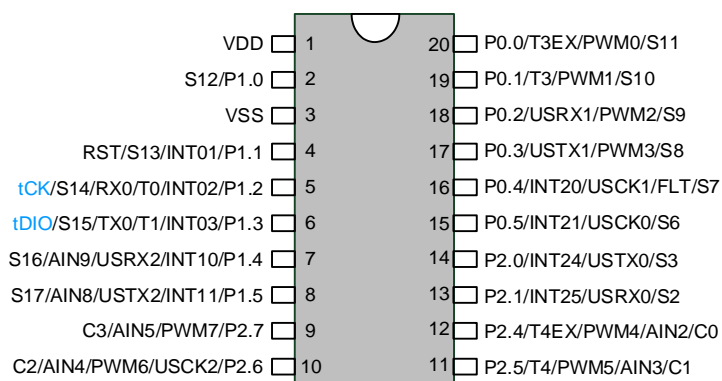 VDD 1 20 P0.0/T3EX/PWM0/S11
S12/P1.0 2 19 P0.1/T3/PWM1/S10
VSS 3 18 P0.2/USRX1/PWM2/S9
RST/S13/INT01/P1.1 4 17 P0.3/USTX1/PWM3/S8
tCK/S14/RX0/T0/INT02/P1.2 5 16 P0.4/INT20/USCK1/FLT/S7
tDIO/S15/TX0/T1/INT03/P1.3 6 15 P0.5/INT21/USCK0/S6
S16/AIN9/USRX2/INT10/P1.4 7 14 P2.0/INT24/USTX0/S3
S17/AIN8/USTX2/INT11/P1.5 8 13 P2.1/INT25/USRX0/S2
C3/AIN5/PWM7/P2.7 9 12 P2.4/T4EX/PWM4/AIN2/C0
C2/AIN4/PWM6/USCK2/P2.6 10 11 P2.5/T4/PWM5/AIN3/C1